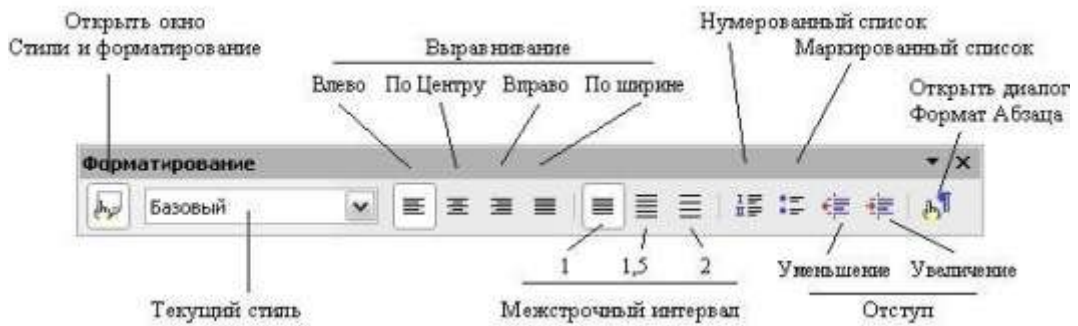 Открыть окно
Стили и форматирование
Выравнивание
Влево По Центру Вправо По ширине
Нумерованный список
Маркированный список
Открыть диалог
Формат Абзаца
Форматирование
Базовый
1 1,5 2
Межстрочный интервал
Уменьшение Увеличение
Отступ
Текущий стиль